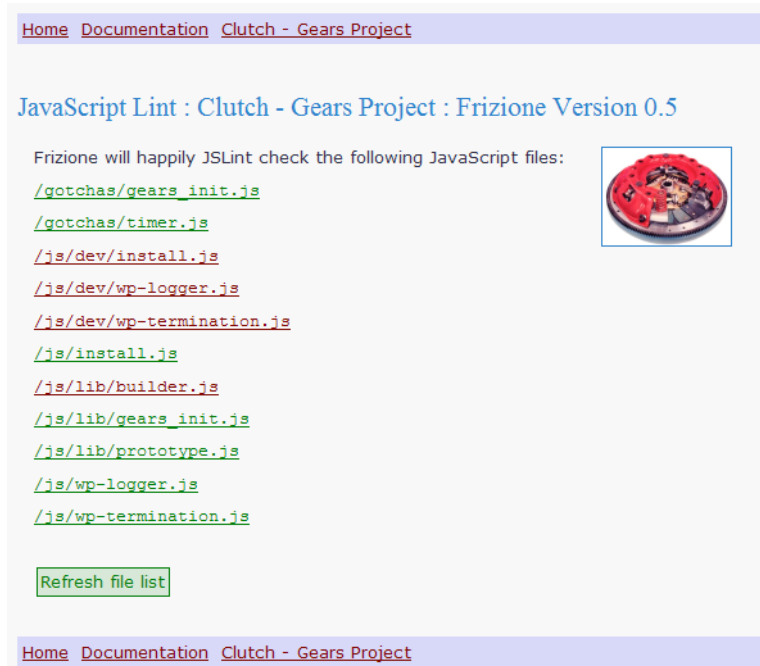 Home Documentation Clutch - Gears Project
JavaScript Lint : Clutch - Gears Project : Frizione Version 0.5
Frizione will happily JSLint check the following JavaScript files:
/gotchas/gears_init.js
/gotchas/timer.js
/js/dev/install.js
/js/dev/wp-logger.js
/js/dev/wp-termination.js
/js/install.js
/js/lib/builder.js
/js/lib/gears_init.js
/js/lib/prototype.js
/js/wp-logger.js
/js/wp-termination.js
Refresh file list
Home Documentation Clutch - Gears Project